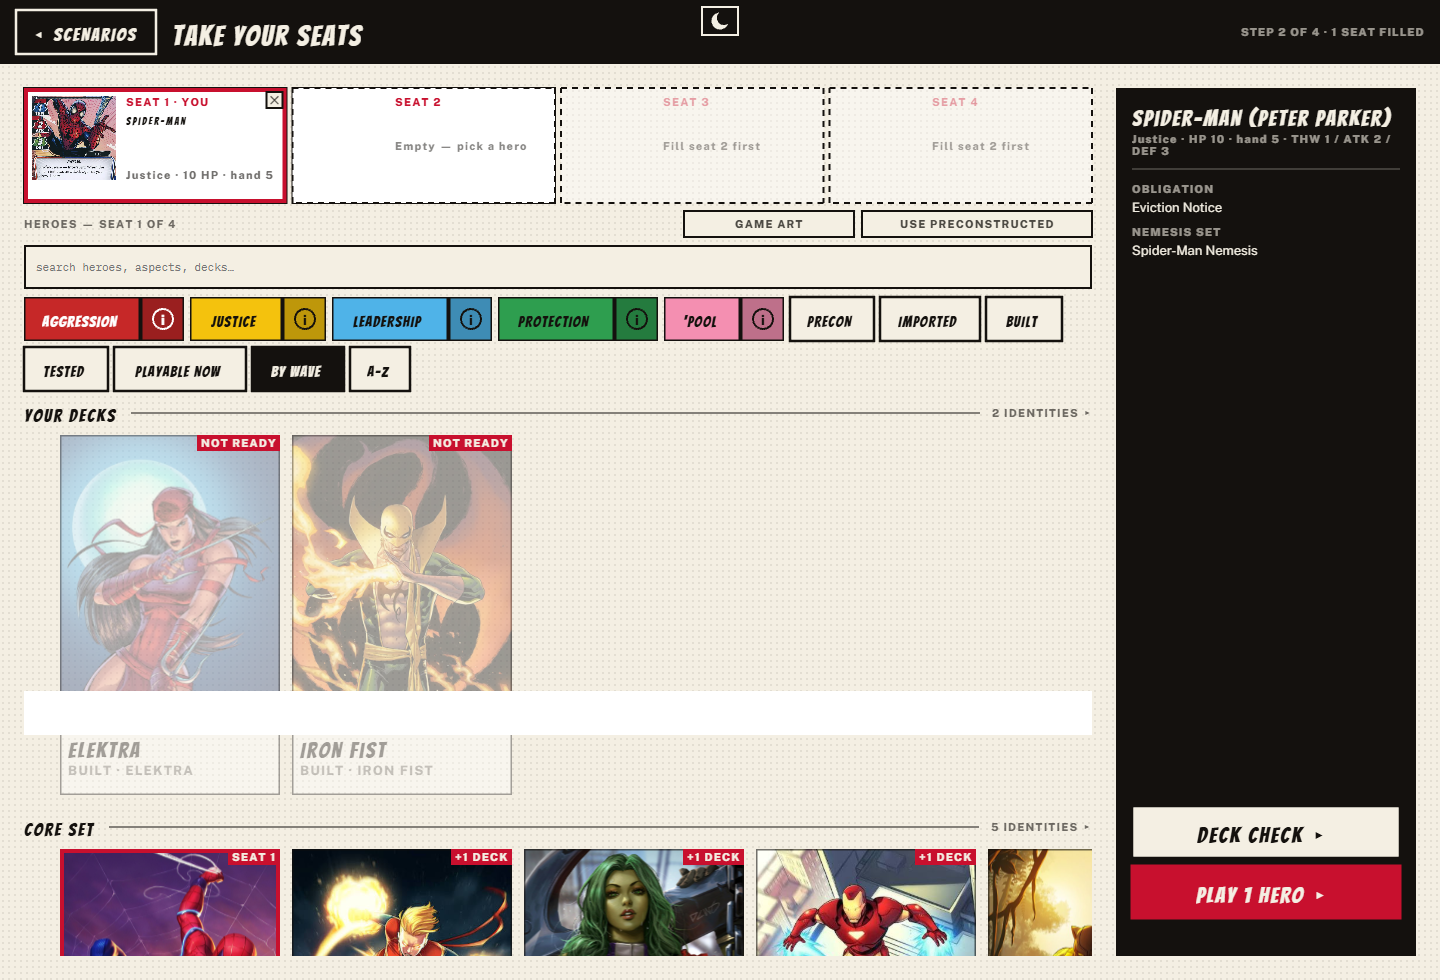 ◂ SCENARIOS
TAKE YOUR SEATS
STEP 2 OF 4 · 1 SEAT FILLED
SEAT 1 · YOU
SPIDER-MAN
Justice · 10 HP · hand 5
SEAT 2
Empty — pick a hero
SEAT 3
Fill seat 2 first
SEAT 4
Fill seat 2 first
HEROES — SEAT 1 OF 4
GAME ART
USE PRECONSTRUCTED
search heroes, aspects, decks…
AGGRESSION
JUSTICE
LEADERSHIP
PROTECTION
'POOL
PRECON
IMPORTED
BUILT
TESTED
PLAYABLE NOW
BY WAVE
A-Z
YOUR DECKS
2 IDENTITIES ▸
NOT READY
NOT READY
ELEKTRA
BUILT · ELEKTRA
IRON FIST
BUILT · IRON FIST
CORE SET
5 IDENTITIES ▸
SEAT 1
+1 DECK
+1 DECK
+1 DECK
SPIDER-MAN (PETER PARKER)
Justice · HP 10 · hand 5 · THW 1 / ATK 2 /
DEF 3
OBLIGATION
Eviction Notice
NEMESIS SET
Spider-Man Nemesis
DECK CHECK ▸
PLAY 1 HERO ▸